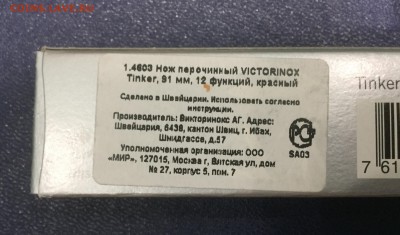 1.4603 Нож перочинный VICTORINOX
Tinker, 91 мм, 12 функций, красный
Сделано в Швейцарии. Использовать согласно
инструкции.
Производитель: Викторинокс АГ. Адрес:
Швейцария, 6438, кантон Швиц, г. Ибах,
Шмидгассе, д.57
Уполномоченная организация: ООО
«МИР», 127015, Москва г, Вятская ул, дом
№ 27, корпус 5, пом. 7
SA03
Tinker
7 61